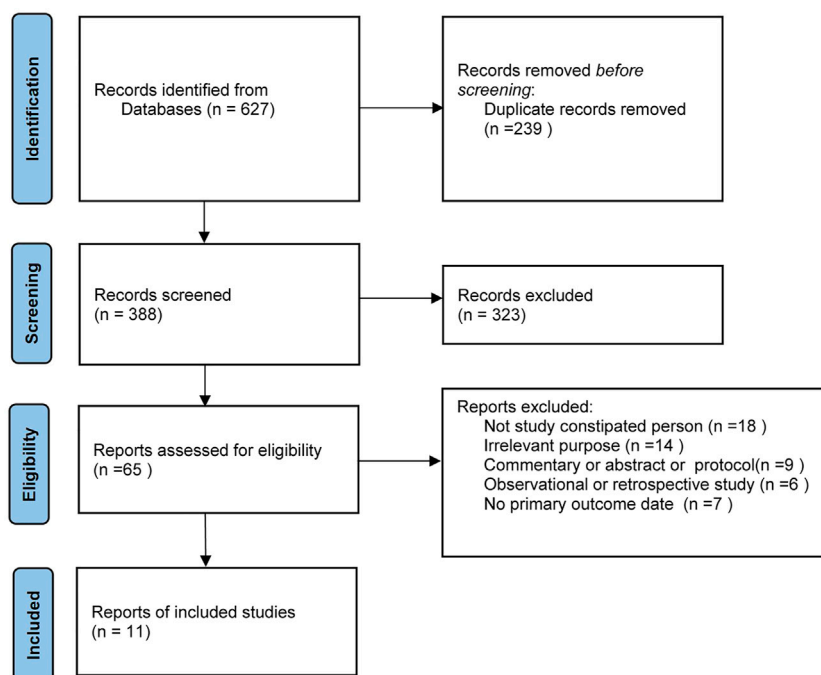 Identification
Records identified from
Databases (n = 627)
Records removed before
screening:
Duplicate records removed
(n =239 )
Screening
Records screened
(n = 388)
Records excluded
(n = 323)
Eligibility
Reports assessed for eligibility
(n =65 )
Reports excluded:
Not study constipated person (n =18 )
Irrelevant purpose (n =14 )
Commentary or abstract or protocol(n =9 )
Observational or retrospective study (n =6 )
No primary outcome date (n =7 )
Included
Reports of included studies
(n = 11)